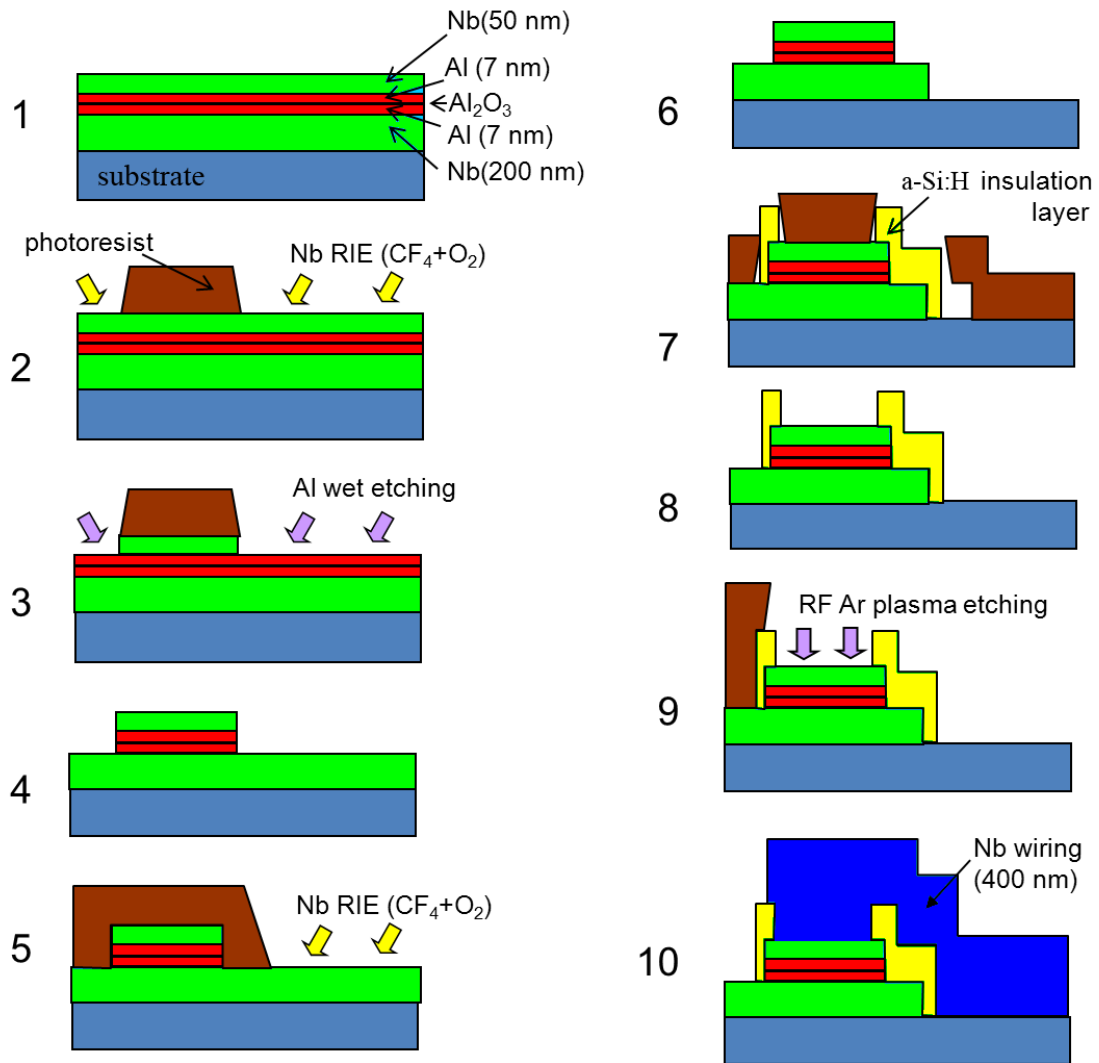 1
Nb(50 nm)
Al (7 nm)
Al₂O₃
Al (7 nm)
Nb(200 nm)
substrate
2
photoresist
Nb RIE (CF₄+O₂)
3
Al wet etching
4
5
Nb RIE (CF₄+O₂)
6
7
a-Si:H insulation
layer
8
9
RF Ar plasma etching
10
Nb wiring
(400 nm)